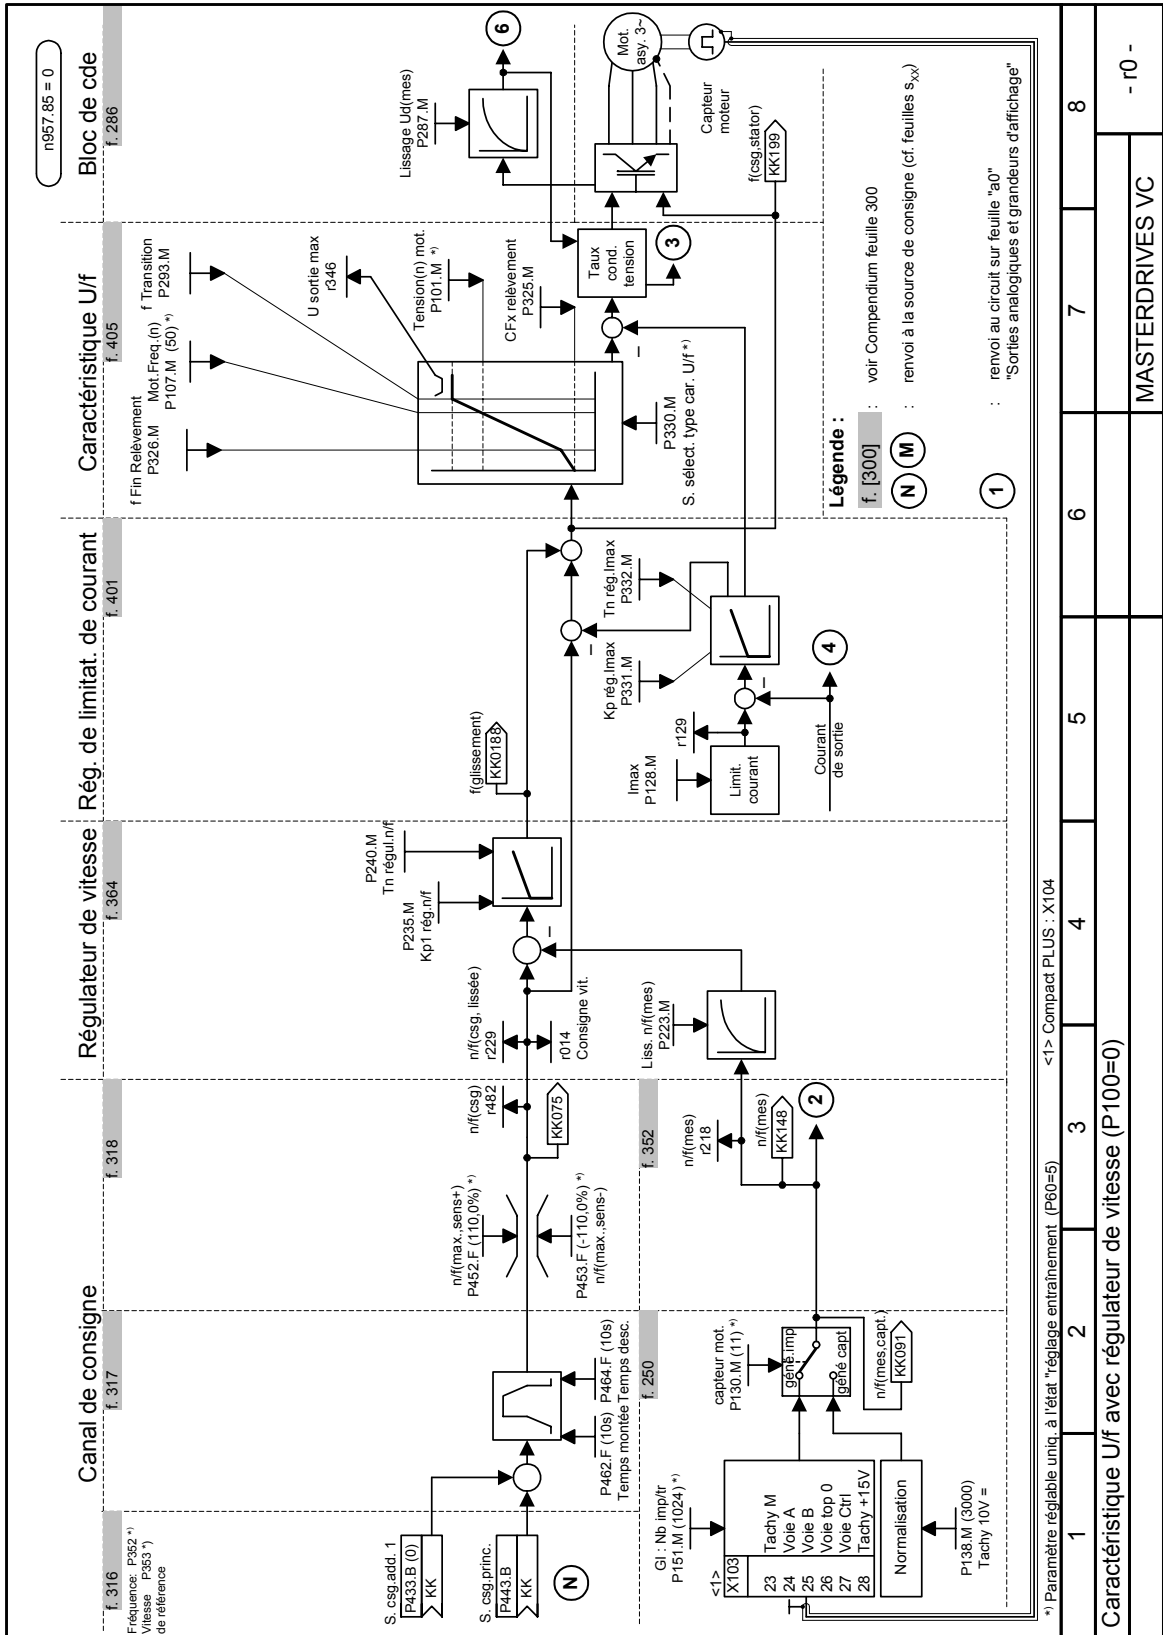 n957.85 = 0
Canal de consigne
Régulateur de vitesse
Rég. de limitat. de courant
Caractéristique U/f
Bloc de cde
f. 316
f. 317
f. 318
f. 364
f. 401
f. 405
f. 286
Fréquence: P352 *)
Vitesse P353 *)
de référence
S. csg.add. 1
P433.B (0)
KK
S. csg.princ.
P443.B
KK
N
P462.F (10s)
Temps montée
P464.F (10s)
Temps desc.
n/f(max.,sens+)
P452.F (110,0%) *)
P453.F (-110,0%) *)
n/f(max.,sens-)
n/f(csg)
r482
KK075
n/f(csg, lissée)
r229
r014
Consigne vit.
P235.M
Kp1 rég.n/f
P240.M
Tn régul.n/f
f(glissement)
KK0188
Imax
P128.M
Limit.
courant
r129
Courant
de sortie
4
Kp rég.Imax
P331.M
Tn rég.Imax
P332.M
f Fin Relèvement
P326.M
Mot.Freq.(n)
P107.M (50) *)
f Transition
P293.M
U sortie max
r346
Tension(n) mot.
P101.M *)
CFx relèvement
P325.M
P330.M
S. sélect. type car. U/f *)
Taux
cond.
tension
3
Lissage Ud(mes)
P287.M
6
Mot.
asy. 3~
Capteur
moteur
f(csg,stator)
KK199
f. 250
f. 352
GI : Nb imp/tr
P151.M (1024) *)
<1>
X103
23 Tachy M
24 Voie A
25 Voie B
26 Voie top 0
27 Voie Ctrl
28 Tachy +15V
Normalisation
P138.M (3000)
Tachy 10V =
capteur mot.
P130.M (11) *)
géné.imp
géné capt
n/f(mes,capt.)
KK091
n/f(mes)
r218
n/f(mes)
KK148
2
Liss. n/f(mes)
P223.M
Légende :
f. [300] : voir Compendium feuille 300
N M : renvoi à la source de consigne (cf. feuilles sXX)
1 : renvoi au circuit sur feuille "a0"
"Sorties analogiques et grandeurs d'affichage"
*) Paramètre réglable uniq. à l'état "réglage entraînement (P60=5)
<1> Compact PLUS : X104
1 2 3 4 5 6 7 8
Caractéristique U/f avec régulateur de vitesse (P100=0)
MASTERDRIVES VC
- r0 -